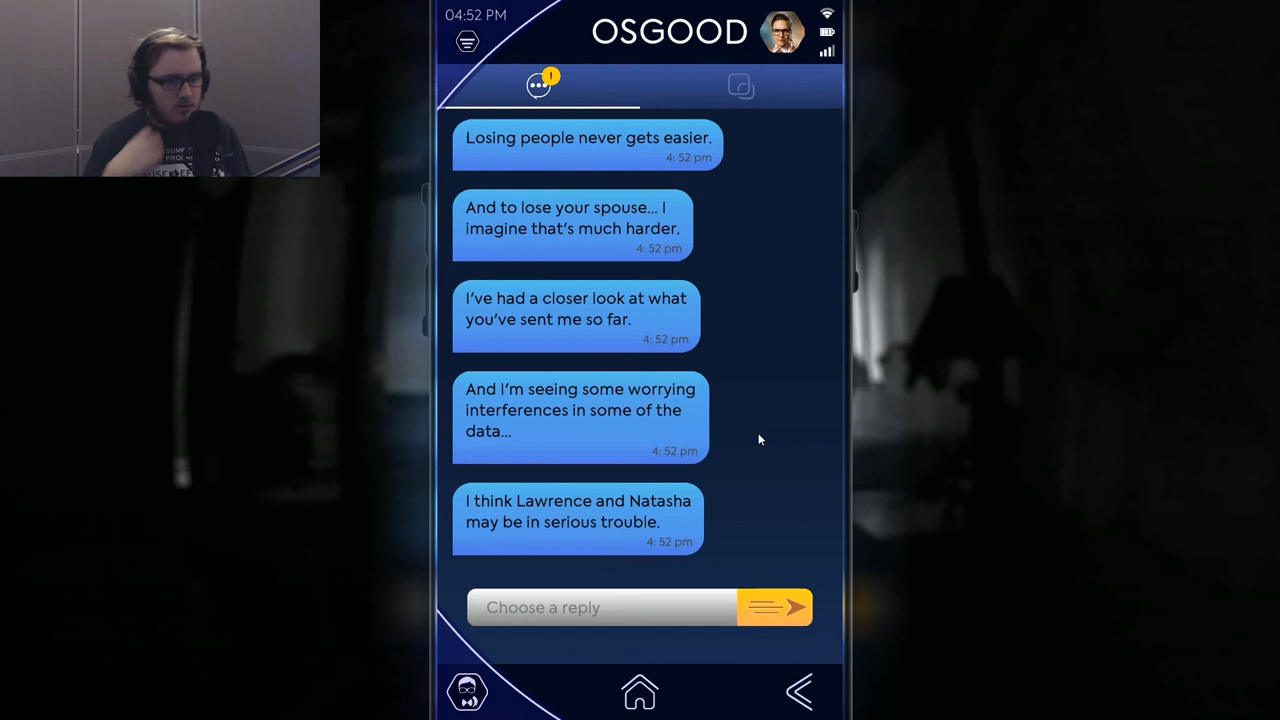 04:52 PM
OSGOOD
!
Losing people never gets easier.
4: 52 pm
And to lose your spouse... I
imagine that's much harder.
4: 52 pm
I've had a closer look at what
you've sent me so far.
4: 52 pm
And I'm seeing some worrying
interferences in some of the
data...
4: 52 pm
I think Lawrence and Natasha
may be in serious trouble.
4: 52 pm
Choose a reply